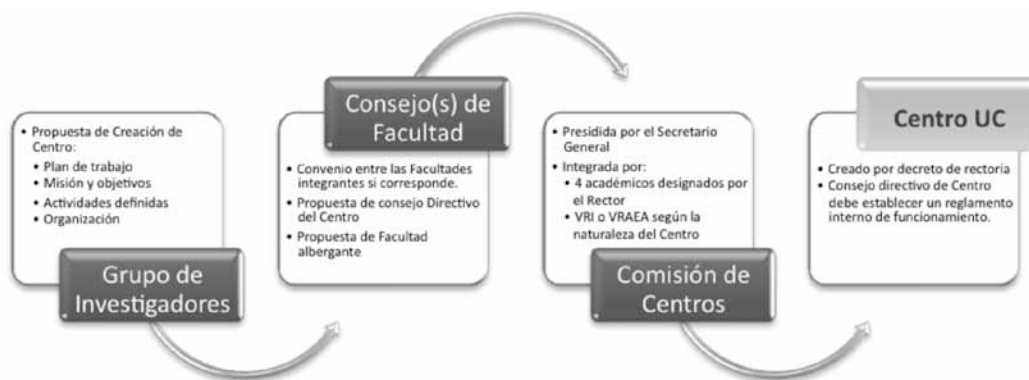 • Propuesta de Creación de
Centro:
• Plan de trabajo
• Misión y objetivos
• Actividades definidas
• Organización
Grupo de
Investigadores
Consejo(s) de
Facultad
• Convenio entre las Facultades
integrantes si corresponde.
• Propuesta de consejo Directivo
del Centro
• Propuesta de Facultad
albergante
• Presidida por el Secretario
General
• Integrada por:
• 4 académicos designados por
el Rector
• VRI o VRAEA según la
naturaleza del Centro
Comisión de
Centros
Centro UC
• Creado por decreto de rectoria
• Consejo directivo de Centro
debe establecer un reglamento
interno de funcionamiento.